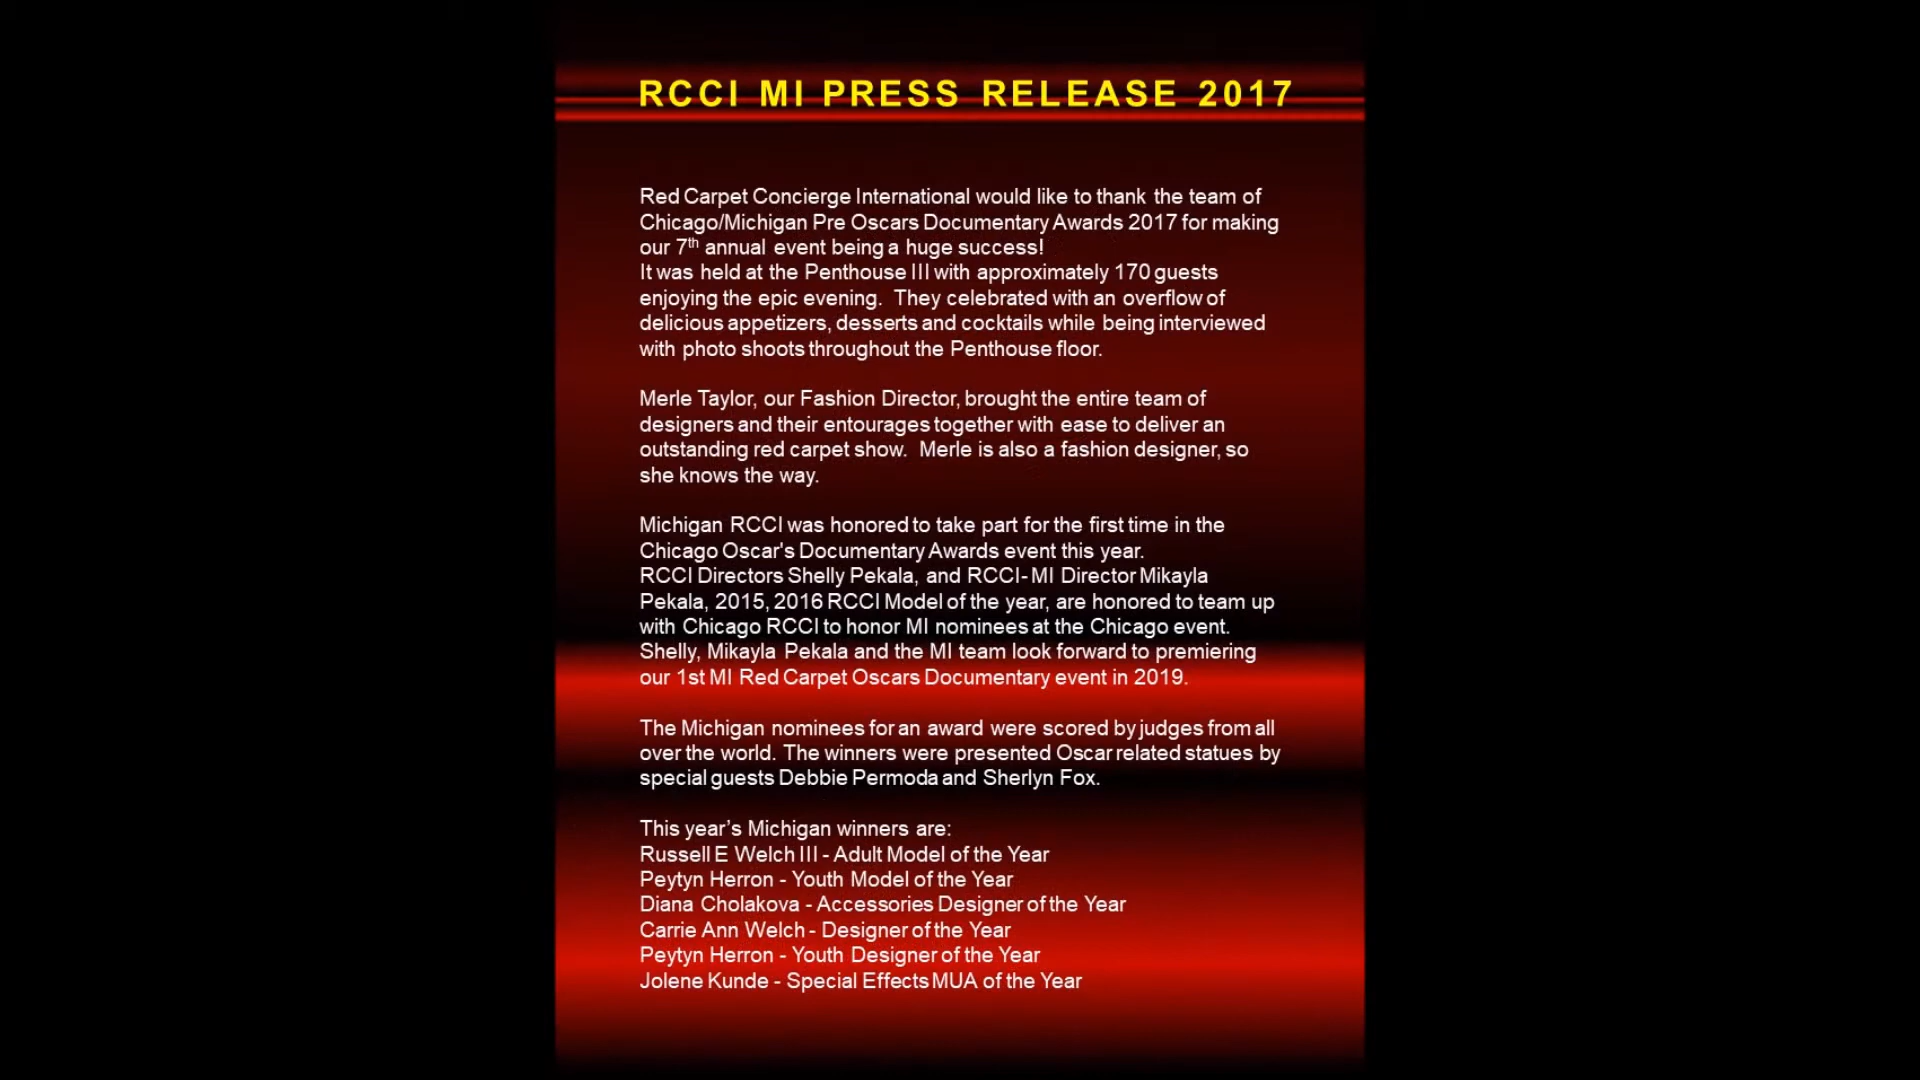 RCCI MI PRESS RELEASE 2017
Red Carpet Concierge International would like to thank the team of
Chicago/Michigan Pre Oscars Documentary Awards 2017 for making
our 7th annual event being a huge success!
It was held at the Penthouse III with approximately 170 guests
enjoying the epic evening. They celebrated with an overflow of
delicious appetizers, desserts and cocktails while being interviewed
with photo shoots throughout the Penthouse floor.
Merle Taylor, our Fashion Director, brought the entire team of
designers and their entourages together with ease to deliver an
outstanding red carpet show. Merle is also a fashion designer, so
she knows the way.
Michigan RCCI was honored to take part for the first time in the
Chicago Oscar's Documentary Awards event this year.
RCCI Directors Shelly Pekala, and RCCI- MI Director Mikayla
Pekala, 2015, 2016 RCCI Model of the year, are honored to team up
with Chicago RCCI to honor MI nominees at the Chicago event.
Shelly, Mikayla Pekala and the MI team look forward to premiering
our 1st MI Red Carpet Oscars Documentary event in 2019.
The Michigan nominees for an award were scored by judges from all
over the world. The winners were presented Oscar related statues by
special guests Debbie Permoda and Sherlyn Fox.
This year’s Michigan winners are:
Russell E Welch III - Adult Model of the Year
Peytyn Herron - Youth Model of the Year
Diana Cholakova - Accessories Designer of the Year
Carrie Ann Welch - Designer of the Year
Peytyn Herron - Youth Designer of the Year
Jolene Kunde - Special Effects MUA of the Year